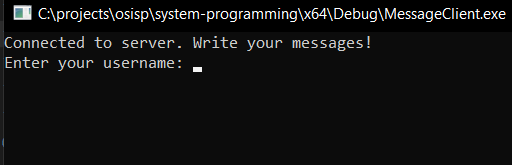 C:\projects\osisp\system-programming\x64\Debug\MessageClient.exe
Connected to server. Write your messages!
Enter your username: